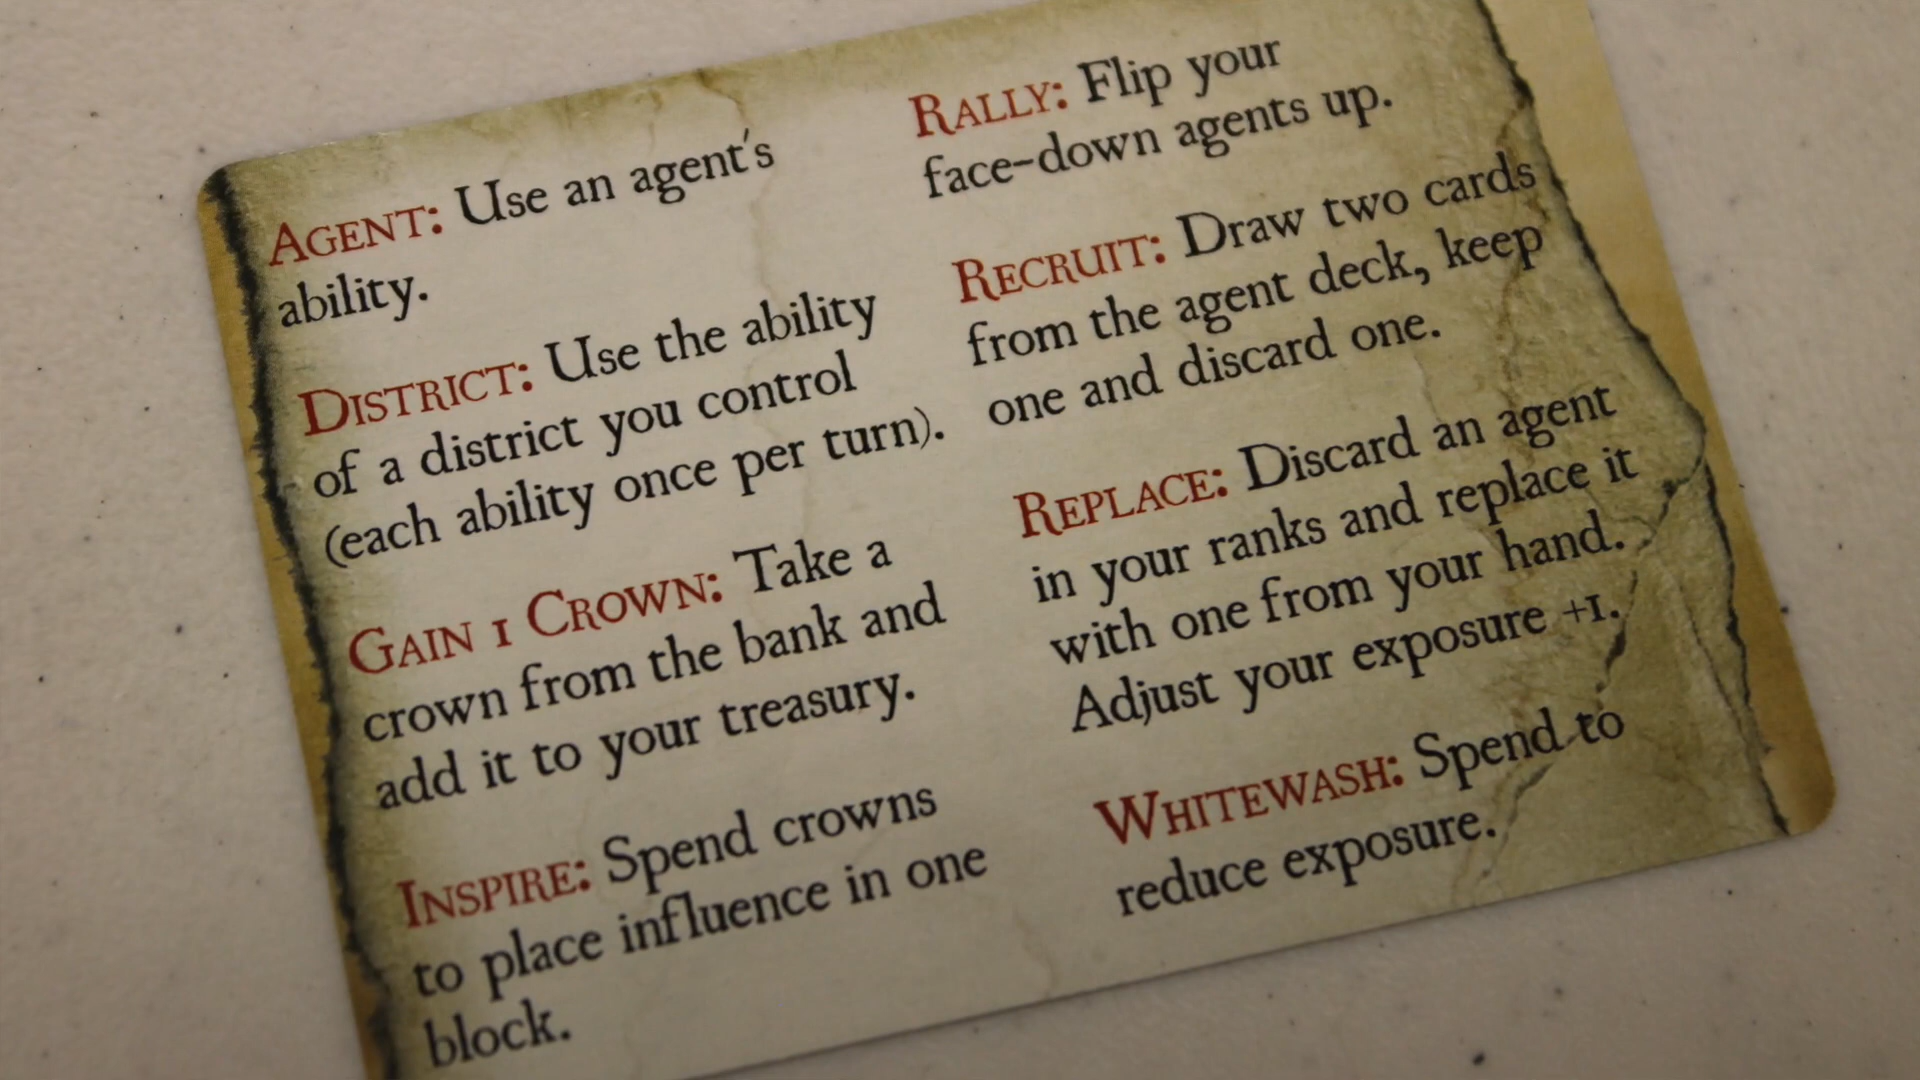 AGENT: Use an agent's
ability.
DISTRICT: Use the ability
of a district you control
(each ability once per turn).
GAIN 1 CROWN: Take a
crown from the bank and
add it to your treasury.
INSPIRE: Spend crowns
to place influence in one
block.
RALLY: Flip your
face-down agents up.
RECRUIT: Draw two cards
from the agent deck, keep
one and discard one.
REPLACE: Discard an agent
in your ranks and replace it
with one from your hand.
Adjust your exposure +1.
WHITEWASH: Spend to
reduce exposure.